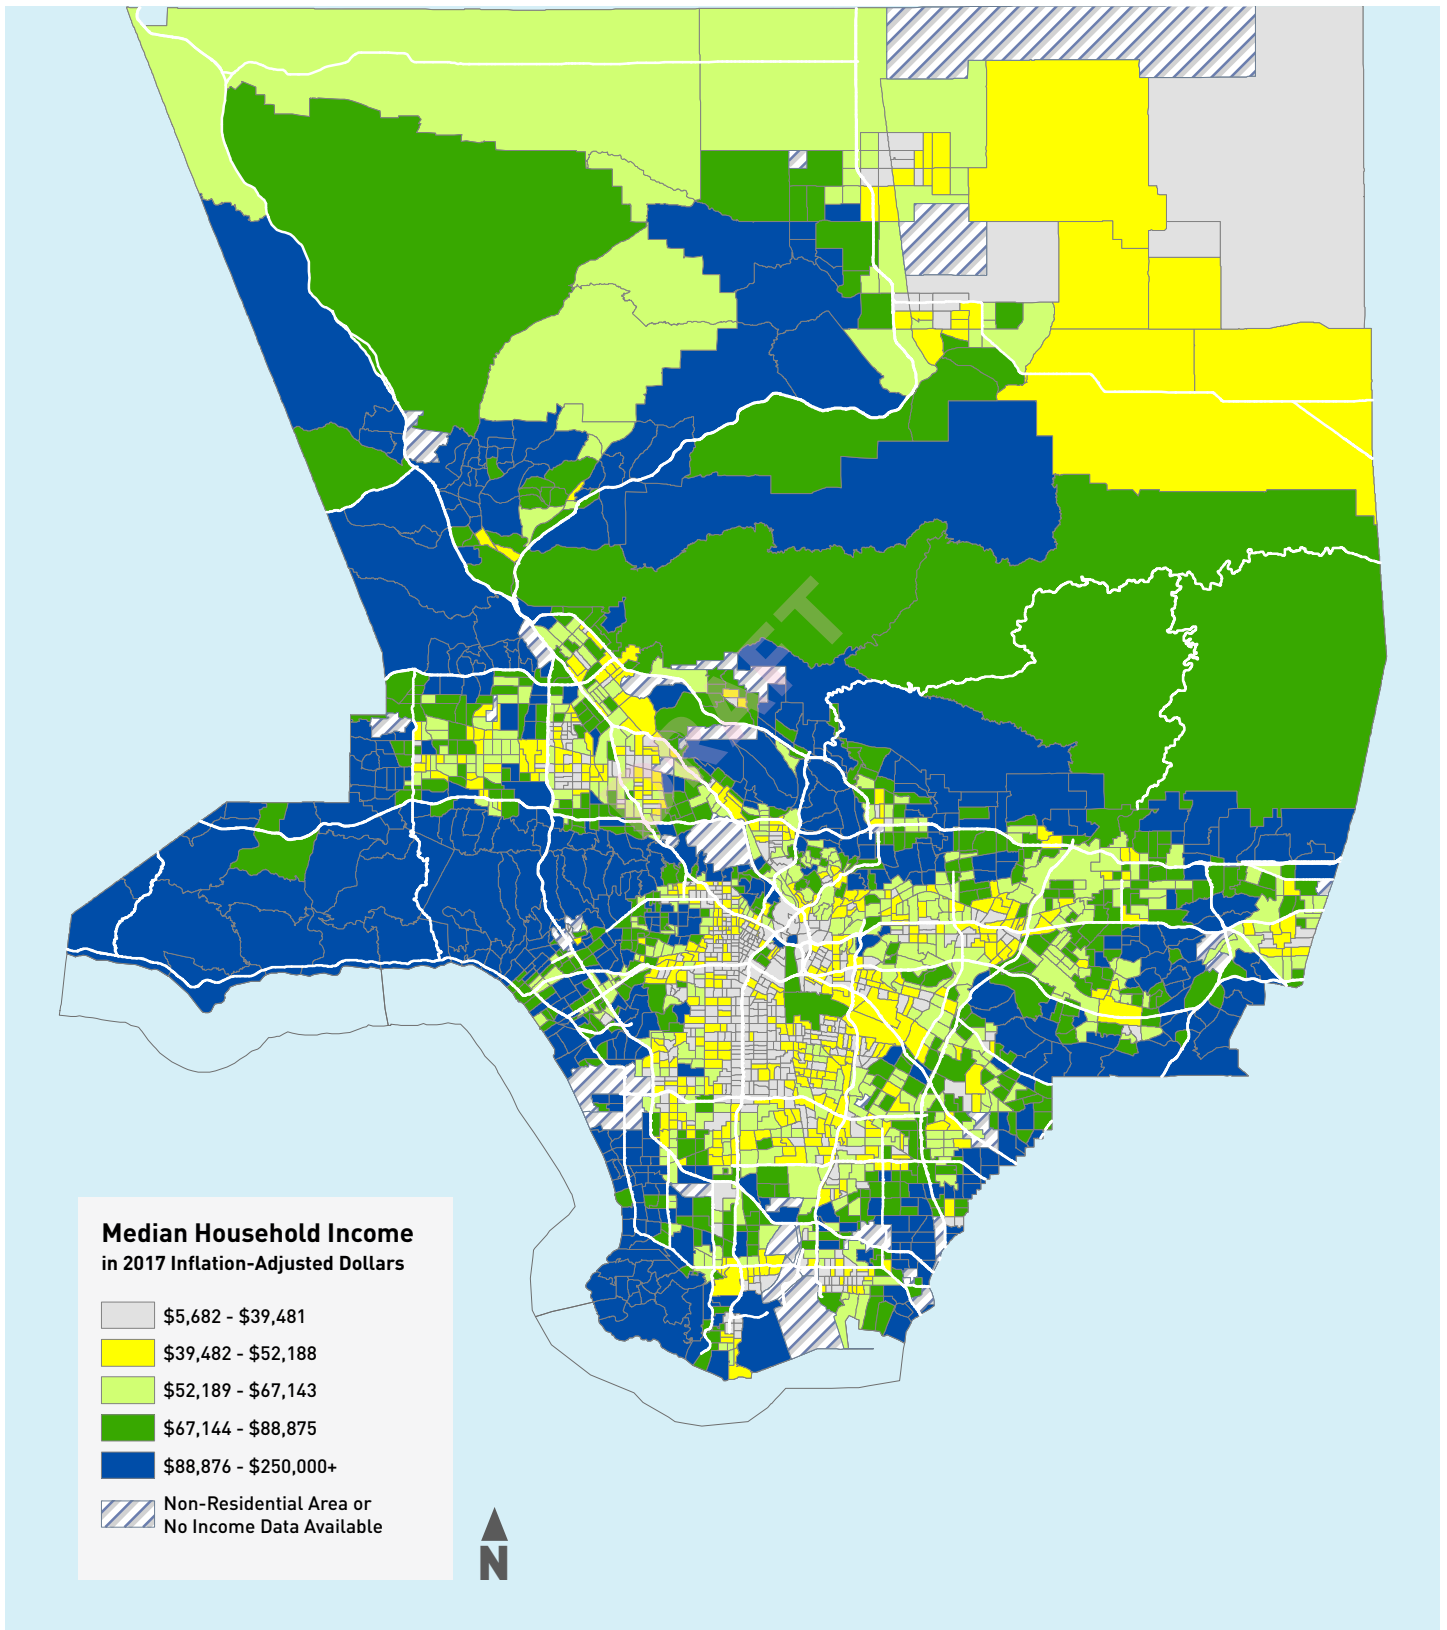 DRAFT
Median Household Income
in 2017 Inflation-Adjusted Dollars
$5,682 - $39,481
$39,482 - $52,188
$52,189 - $67,143
$67,144 - $88,875
$88,876 - $250,000+
Non-Residential Area or
No Income Data Available
N